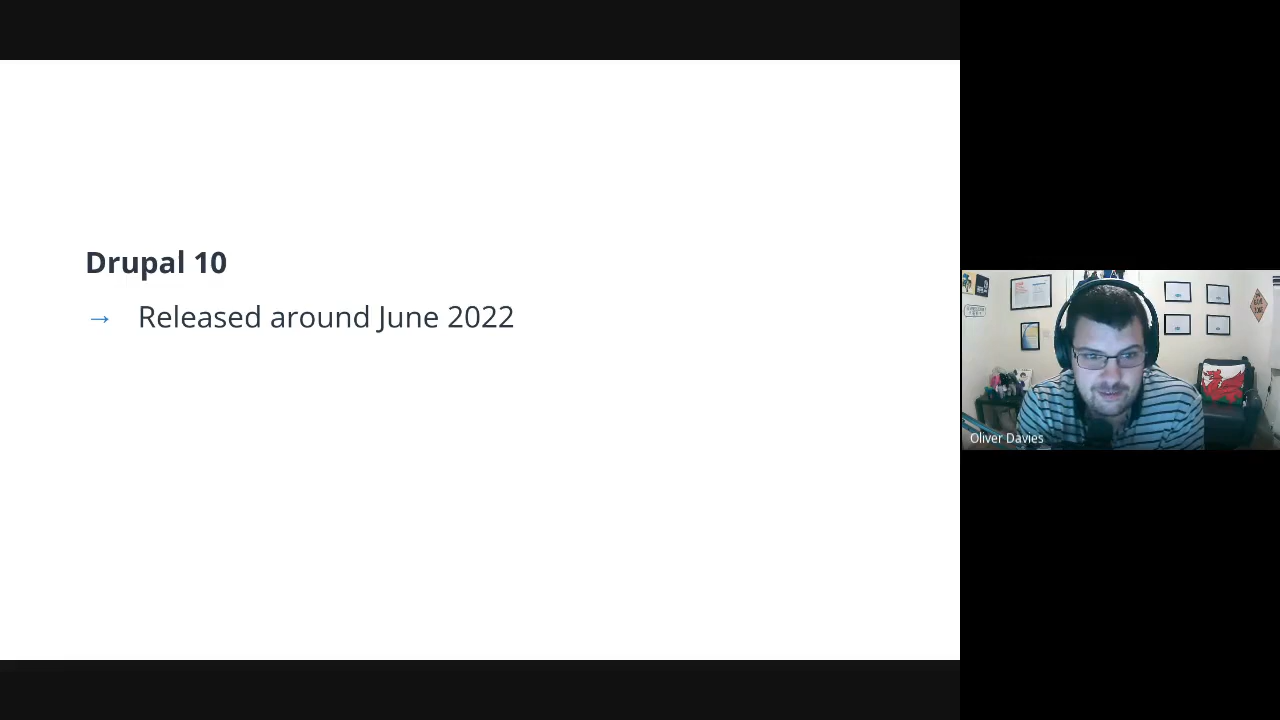 Drupal 10
→ Released around June 2022
Oliver Davies